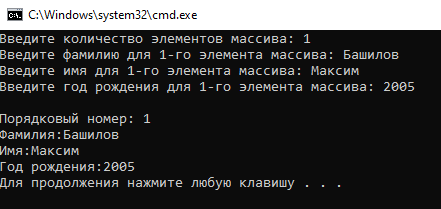 C:\Windows\system32\cmd.exe
Введите количество элементов массива: 1
Введите фамилию для 1-го элемента массива: Башилов
Введите имя для 1-го элемента массива: Максим
Введите год рождения для 1-го элемента массива: 2005
Порядковый номер: 1
Фамилия:Башилов
Имя:Максим
Год рождения:2005
Для продолжения нажмите любую клавишу . . .